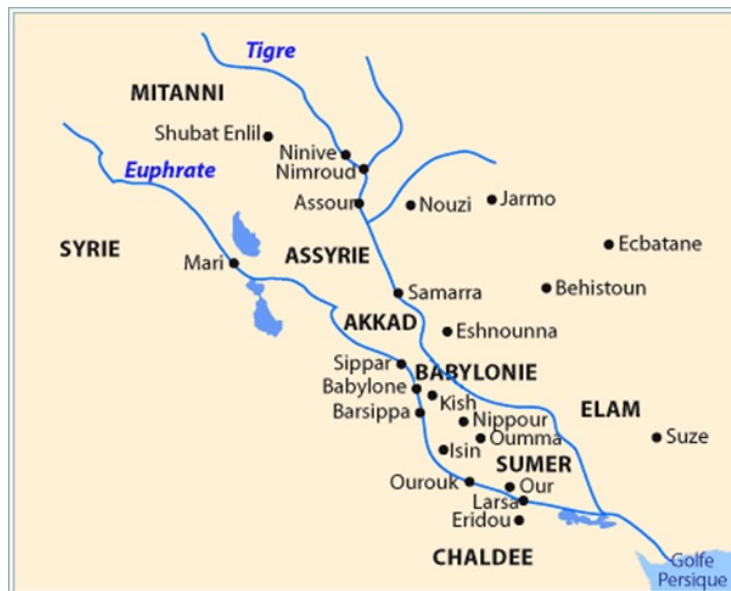 Tigre
MITANNI
Shubat Enlil
Ninive
Nimroud
Euphrate
Assour
Nouzi
Jarmo
SYRIE
ASSYRIE
Ecbatane
Mari
Behistoun
Samarra
AKKAD
Eshnounna
Sippar
BABYLONIE
Babylone
Kish
Barsippa
Nippour
ELAM
Oumma
Suze
Isin
SUMER
Ourouk
Our
Larsa
Eridou
CHALDEE
Golfe
Persique